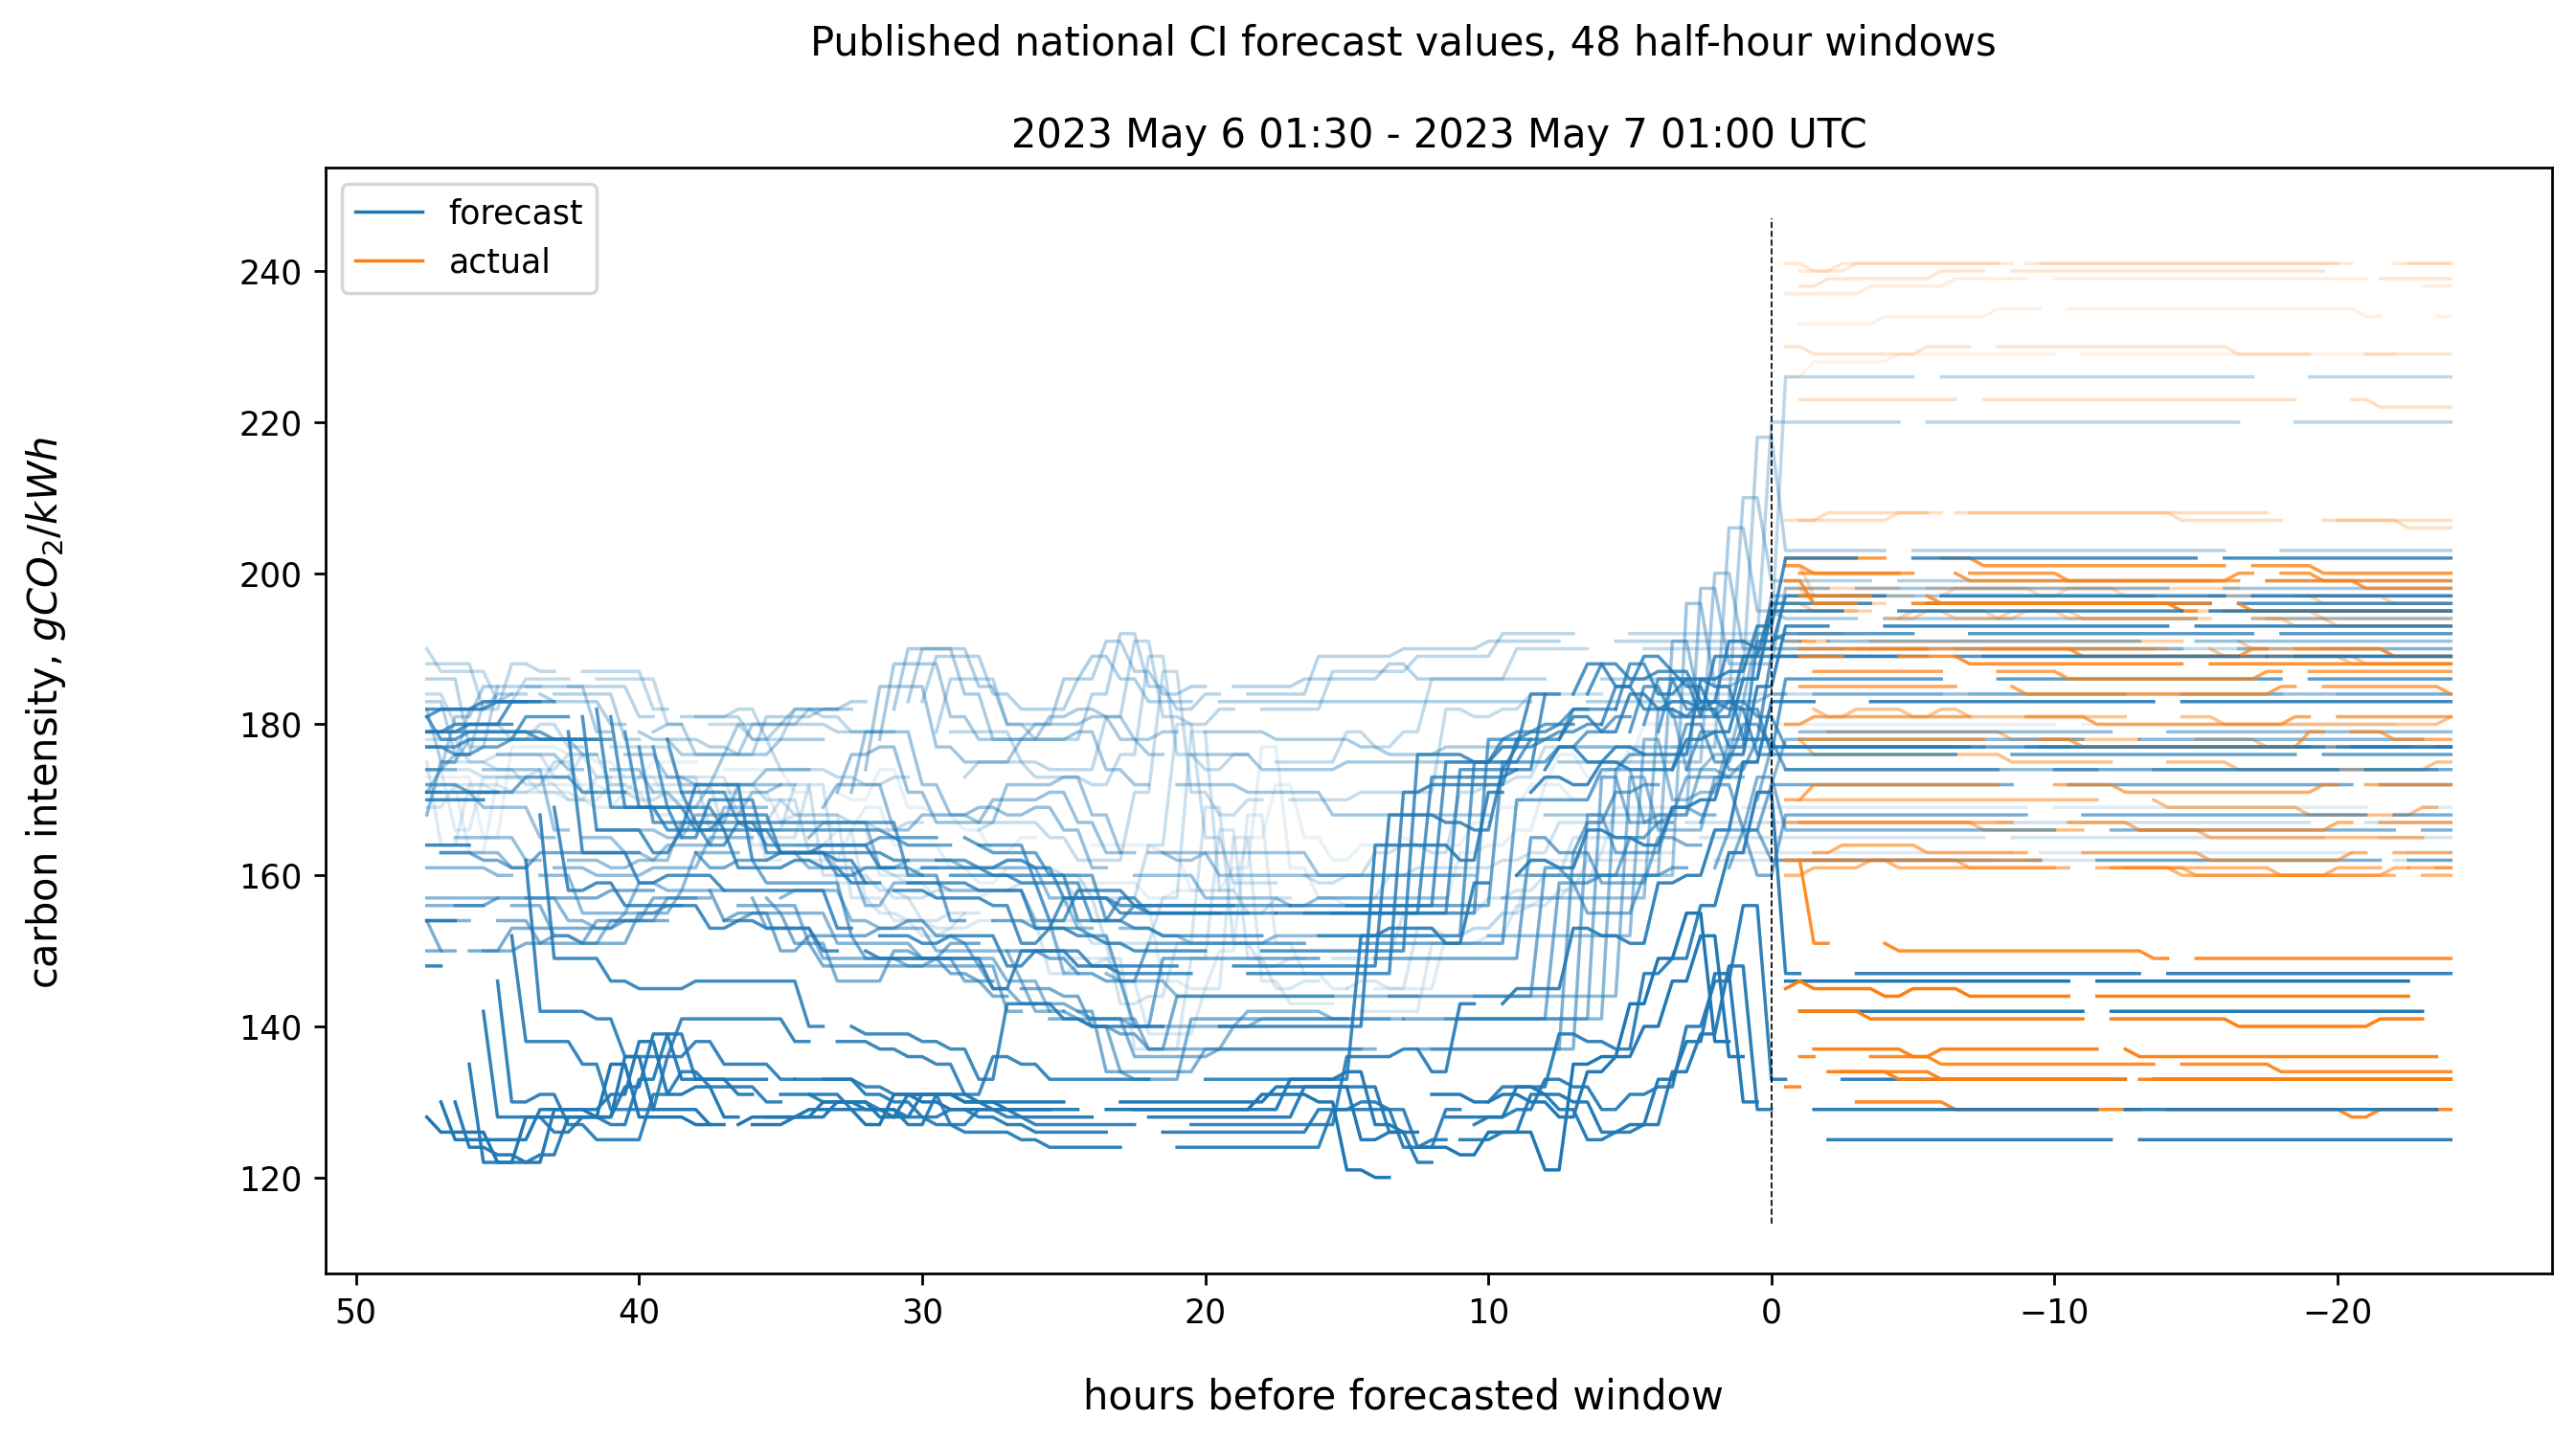 Published national CI forecast values, 48 half-hour windows
2023 May 6 01:30 - 2023 May 7 01:00 UTC
forecast
actual
carbon intensity, gCO₂/kWh
240
220
200
180
160
140
120
50
40
30
20
10
0
−10
−20
hours before forecasted window